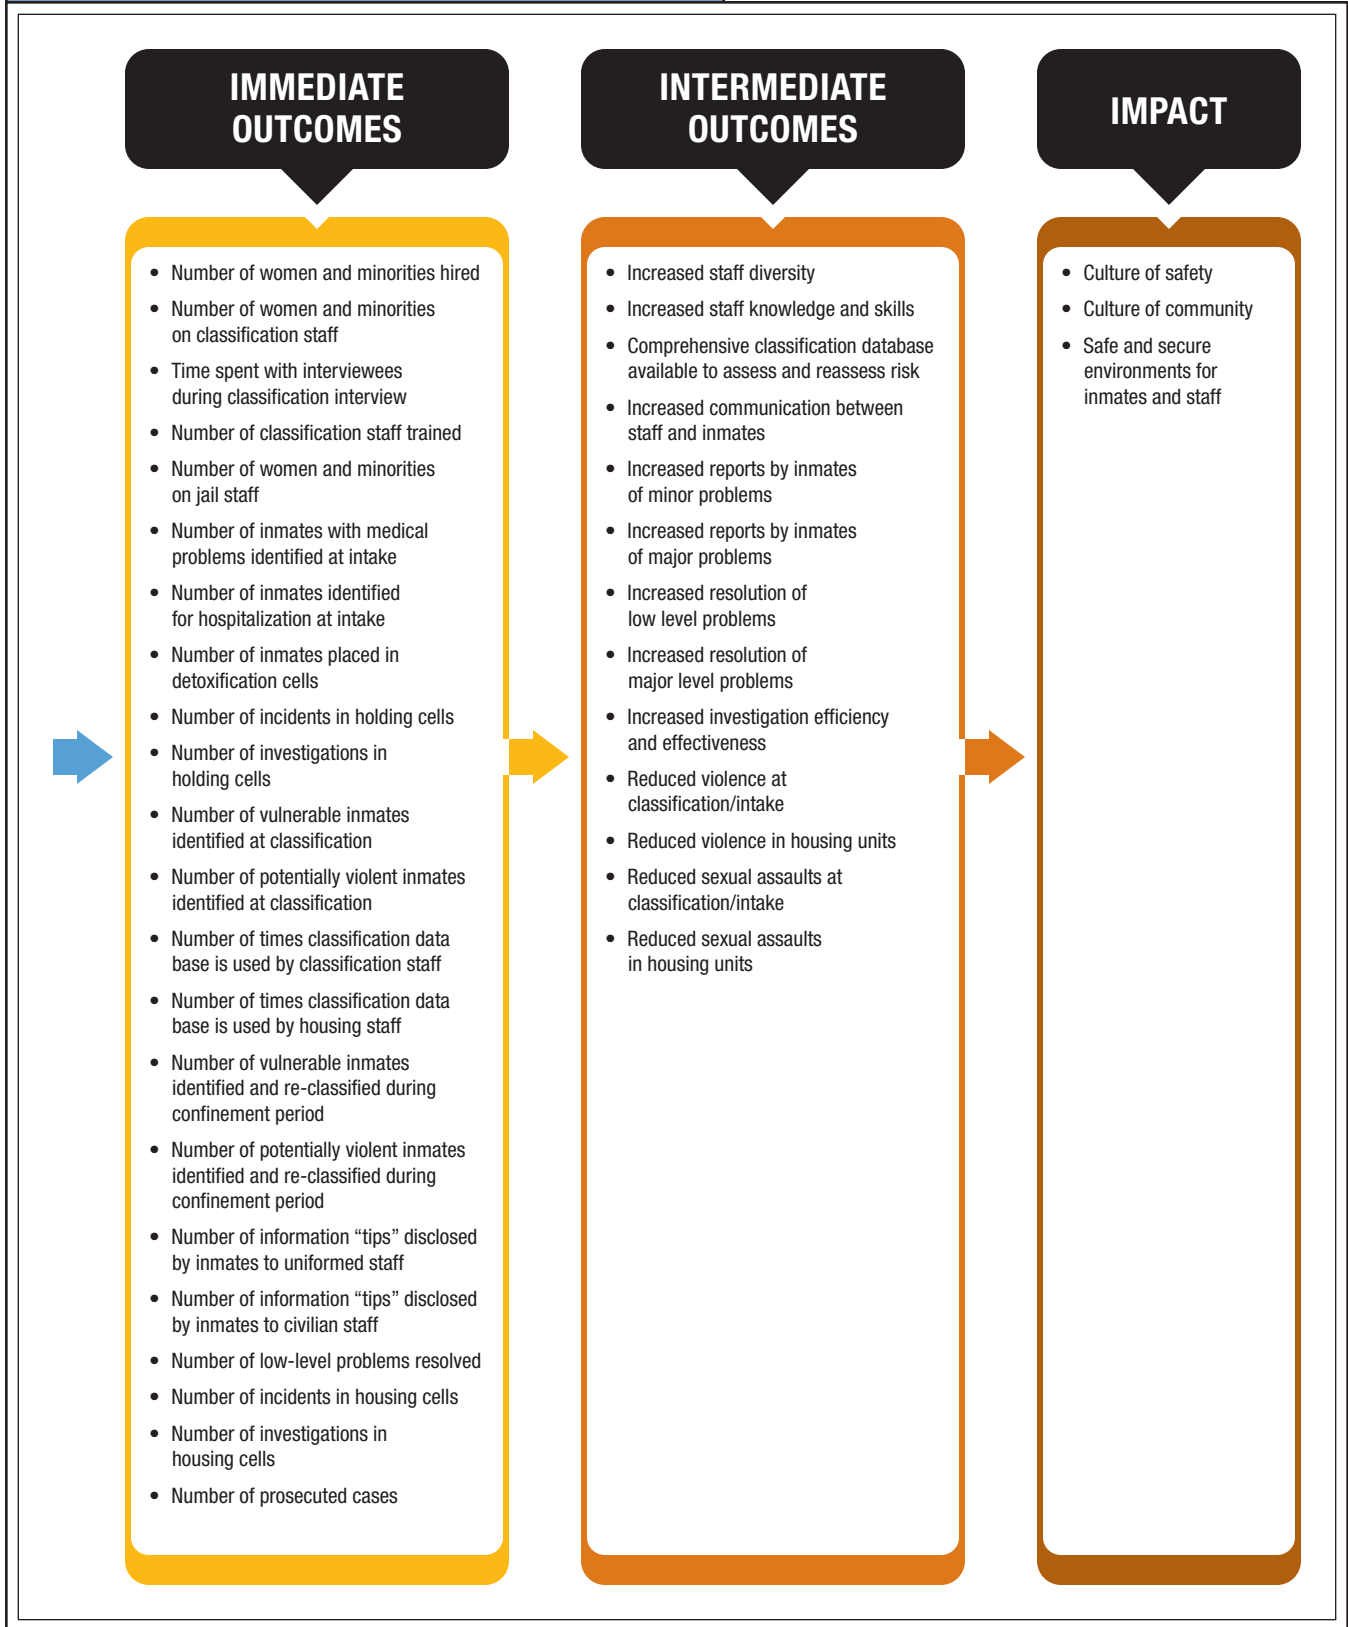 IMMEDIATE
OUTCOMES
• Number of women and minorities hired
• Number of women and minorities
on classification staff
• Time spent with interviewees
during classification interview
• Number of classification staff trained
• Number of women and minorities
on jail staff
• Number of inmates with medical
problems identified at intake
• Number of inmates identified
for hospitalization at intake
• Number of inmates placed in
detoxification cells
• Number of incidents in holding cells
• Number of investigations in
holding cells
• Number of vulnerable inmates
identified at classification
• Number of potentially violent inmates
identified at classification
• Number of times classification data
base is used by classification staff
• Number of times classification data
base is used by housing staff
• Number of vulnerable inmates
identified and re-classified during
confinement period
• Number of potentially violent inmates
identified and re-classified during
confinement period
• Number of information “tips” disclosed
by inmates to uniformed staff
• Number of information “tips” disclosed
by inmates to civilian staff
• Number of low-level problems resolved
• Number of incidents in housing cells
• Number of investigations in
housing cells
• Number of prosecuted cases
INTERMEDIATE
OUTCOMES
• Increased staff diversity
• Increased staff knowledge and skills
• Comprehensive classification database
available to assess and reassess risk
• Increased communication between
staff and inmates
• Increased reports by inmates
of minor problems
• Increased reports by inmates
of major problems
• Increased resolution of
low level problems
• Increased resolution of
major level problems
• Increased investigation efficiency
and effectiveness
• Reduced violence at
classification/intake
• Reduced violence in housing units
• Reduced sexual assaults at
classification/intake
• Reduced sexual assaults
in housing units
IMPACT
• Culture of safety
• Culture of community
• Safe and secure
environments for
inmates and staff